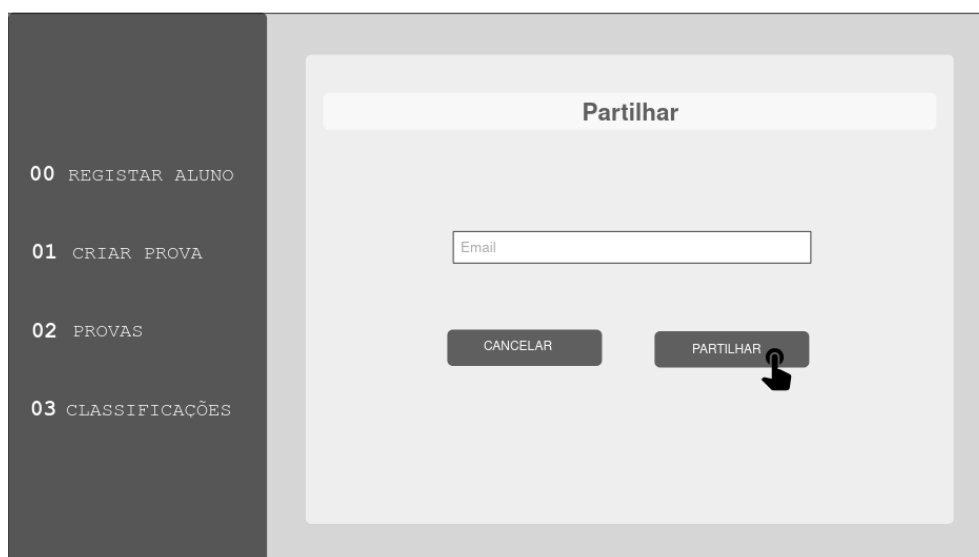 00 REGISTAR ALUNO
01 CRIAR PROVA
02 PROVAS
03 CLASSIFICAÇÕES
Partilhar
Email
CANCELAR
PARTILHAR